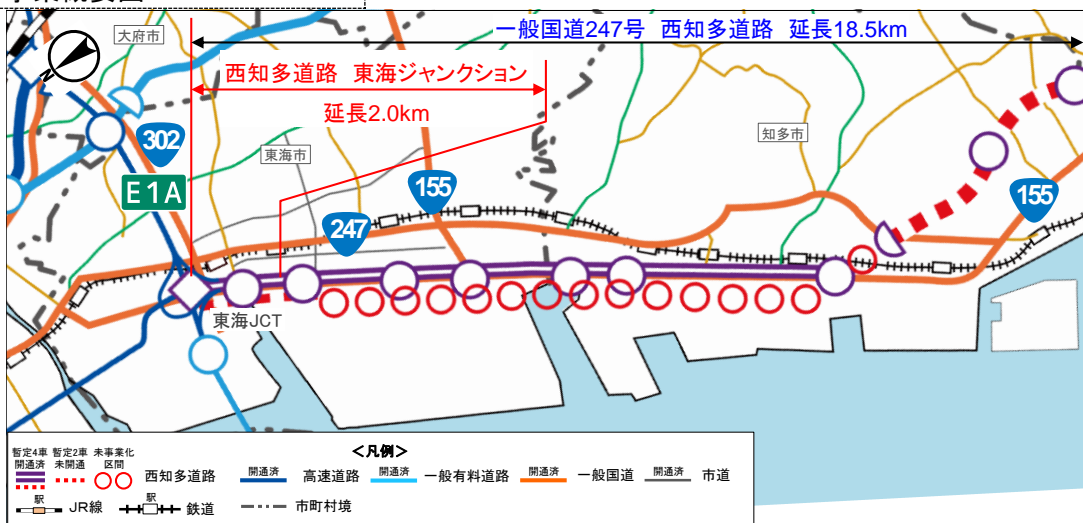 一般国道247号 西知多道路 延長18.5km
大府市
西知多道路 東海ジャンクション
延長2.0km
302
東海市
知多市
E1A
155
155
247
東海JCT
<凡例>
暫定4車 暫定2車 未事業化
開通済 未開通 区間
西知多道路
開通済 高速道路
開通済 一般有料道路
開通済 一般国道
開通済 市道
駅 JR線
駅 鉄道
市町村境